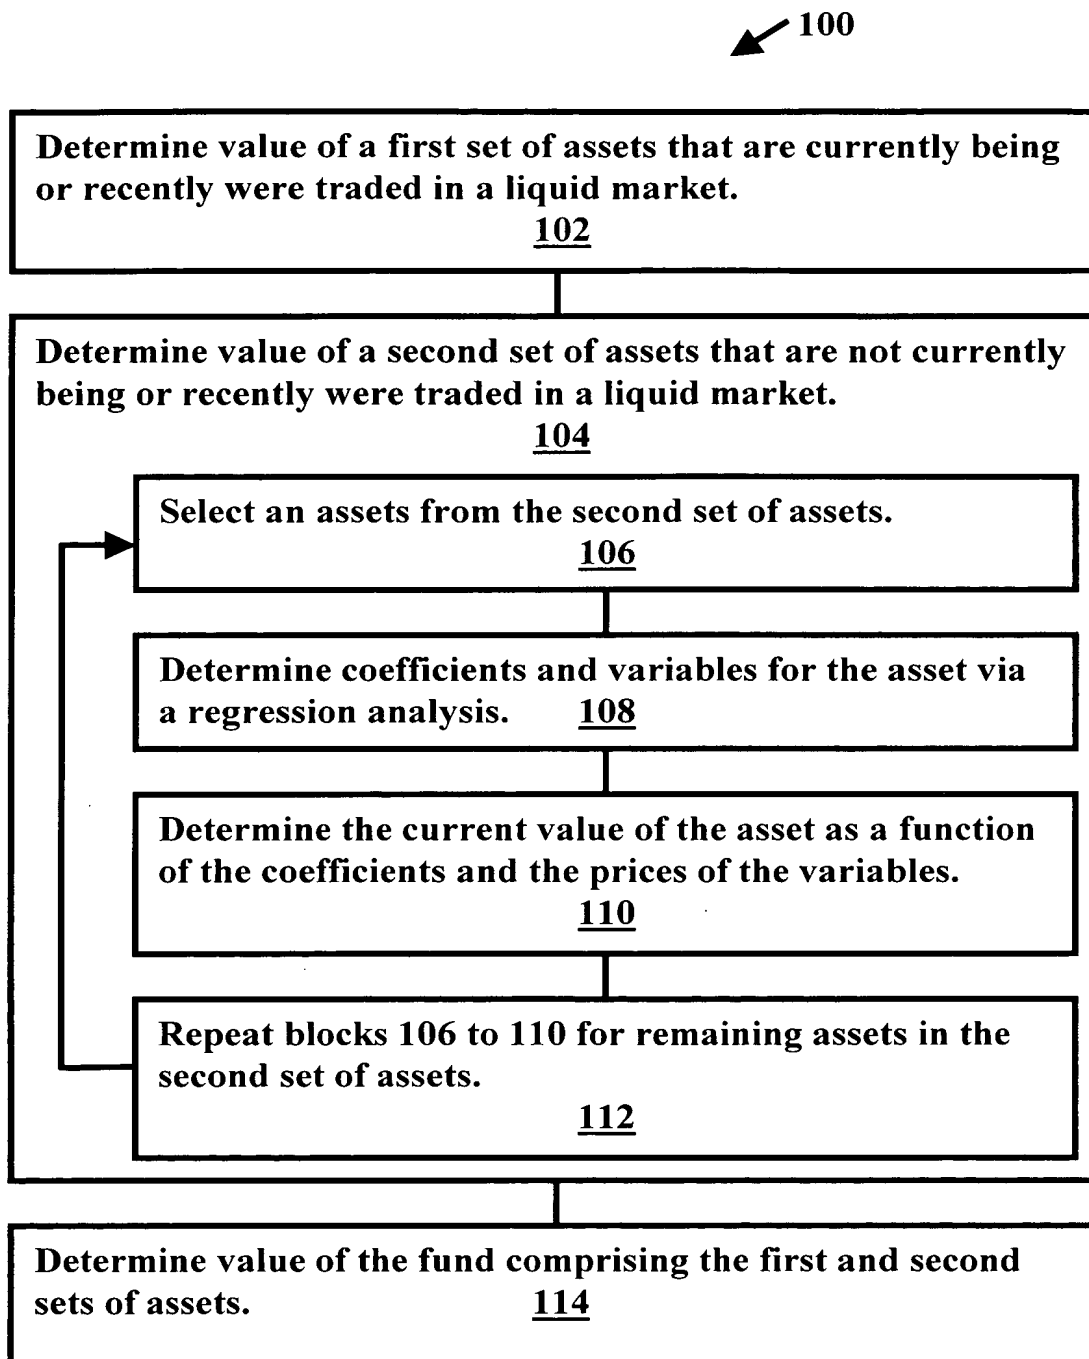 100
Determine value of a first set of assets that are currently being
or recently were traded in a liquid market.
102
Determine value of a second set of assets that are not currently
being or recently were traded in a liquid market.
104
Select an assets from the second set of assets.
106
Determine coefficients and variables for the asset via
a regression analysis. 108
Determine the current value of the asset as a function
of the coefficients and the prices of the variables.
110
Repeat blocks 106 to 110 for remaining assets in the
second set of assets.
112
Determine value of the fund comprising the first and second
sets of assets. 114